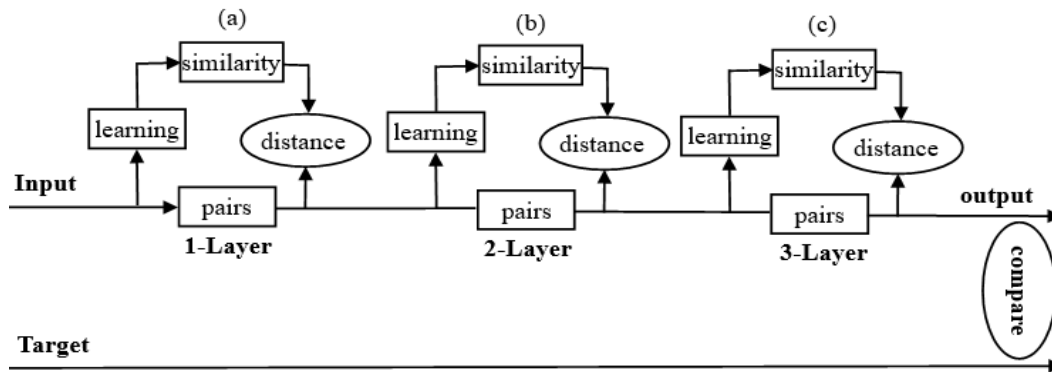 (a)
(b)
(c)
similarity
similarity
similarity
learning
distance
learning
distance
learning
distance
Input
pairs
pairs
pairs
output
1-Layer
2-Layer
3-Layer
compare
Target